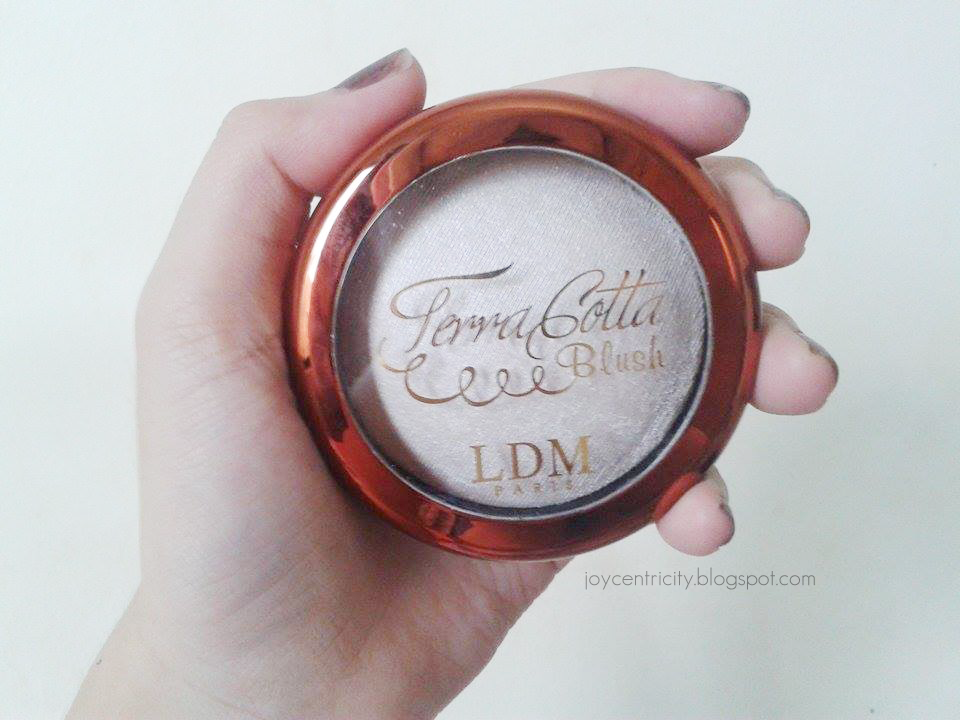 Terra Cotta
Blush
LDM
PARIS
joycentricity.blogspot.com